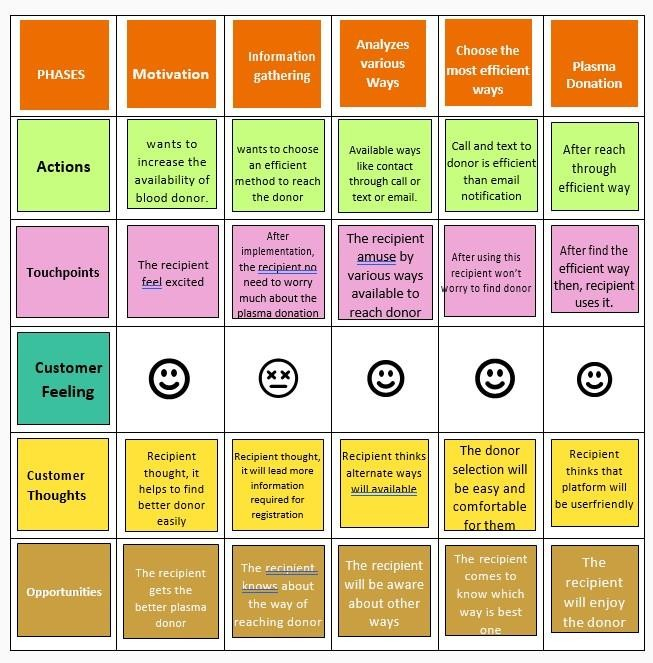 PHASES
Motivation
Information
gathering
Analyzes
various
Ways
Choose the
most efficient
ways
Plasma
Donation
Actions
wants to
increase the
availability of
blood donor.
wants to choose
an efficient
method to reach
the donor
Available ways
like contact
through call or
text or email.
Call and text to
donor is efficient
than email
notification
After reach
through
efficient way
Touchpoints
The recipient
feel excited
After
implementation,
the recipient no
need to worry
much about the
plasma donation
The recipient
amuse by
various ways
available to
reach donor
After using this
recipient won't
worry to find donor
After find the
efficient way
then, recipient
uses it.
Customer
Feeling
Customer
Thoughts
Recipient
thought, it
helps to find
better donor
easily
Recipient thought,
it will lead more
information
required for
registration
Recipient thinks
alternate ways
will available
The donor
selection will
be easy and
comfortable
for them
Recipient
thinks that
platform will
be userfriendly
Opportunities
The recipient
gets the
better plasma
donor
The recipient
knows about
the way of
reaching donor
The recipient
will be aware
about other
ways
The recipient
comes to
know which
way is best
one
The
recipient
will enjoy
the donor